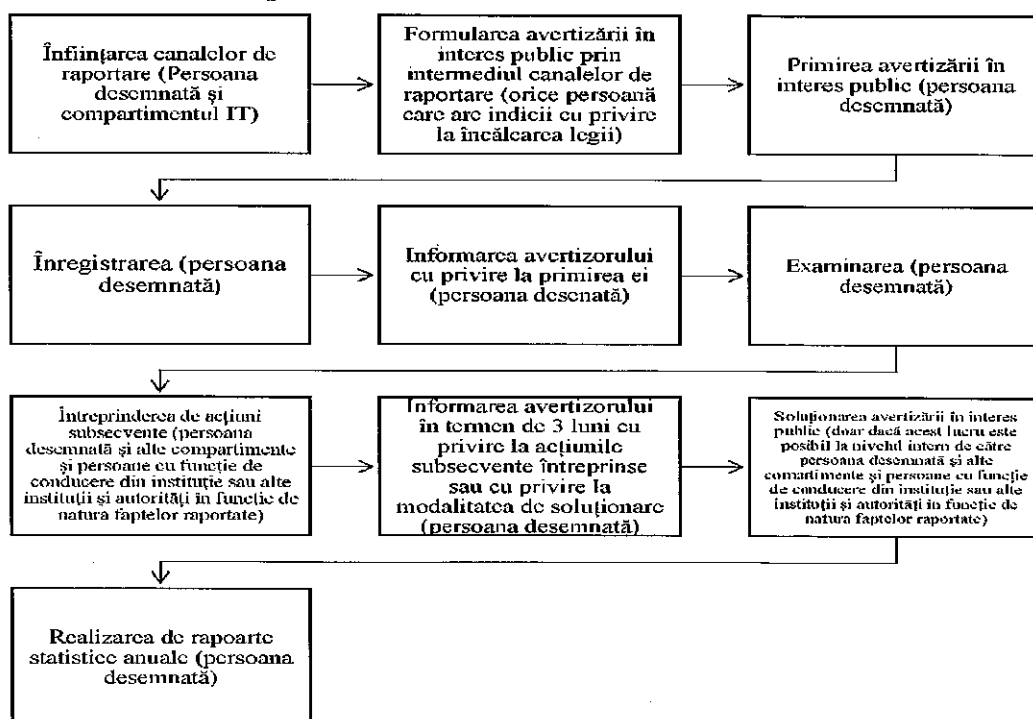 Înființarea canalelor de
raportare (Persoana
desemnată și
compartimentul IT)
Formularea avertizării în
interes public prin
intermediul canalelor de
raportare (orice persoană
care are indicii cu privire
la încălcarea legii)
Primirea avertizării în
interes public (persoana
desemnată)
Înregistrarea (persoana
desemnată)
Informarea avertizorului
cu privire la primirea ei
(persoana desenată)
Examinarea (persoana
desemnată)
Întreprinderea de acțiuni
subsecvente (persoana
desemnată și alte compartimente
și persoane cu funcție de
conducere din instituție sau alte
instituții și autorități în funcție de
natura faptelor raportate)
Informarea avertizorului
în termen de 3 luni cu
privire la acțiunile
subsecvente întreprinse
sau cu privire la
modalitatea de soluționare
(persoana desemnată)
Soluționarea avertizării în interes
public (doar dacă acest lucru este
posibil la nivelul intern de către
persoana desemnată și alte
comartimente și persoane cu funcție
de conducere din instituție sau alte
instituții și autorități în funcție de
natura faptelor raportate)
Realizarea de rapoarte
statistice anuale (persoana
desemnată)